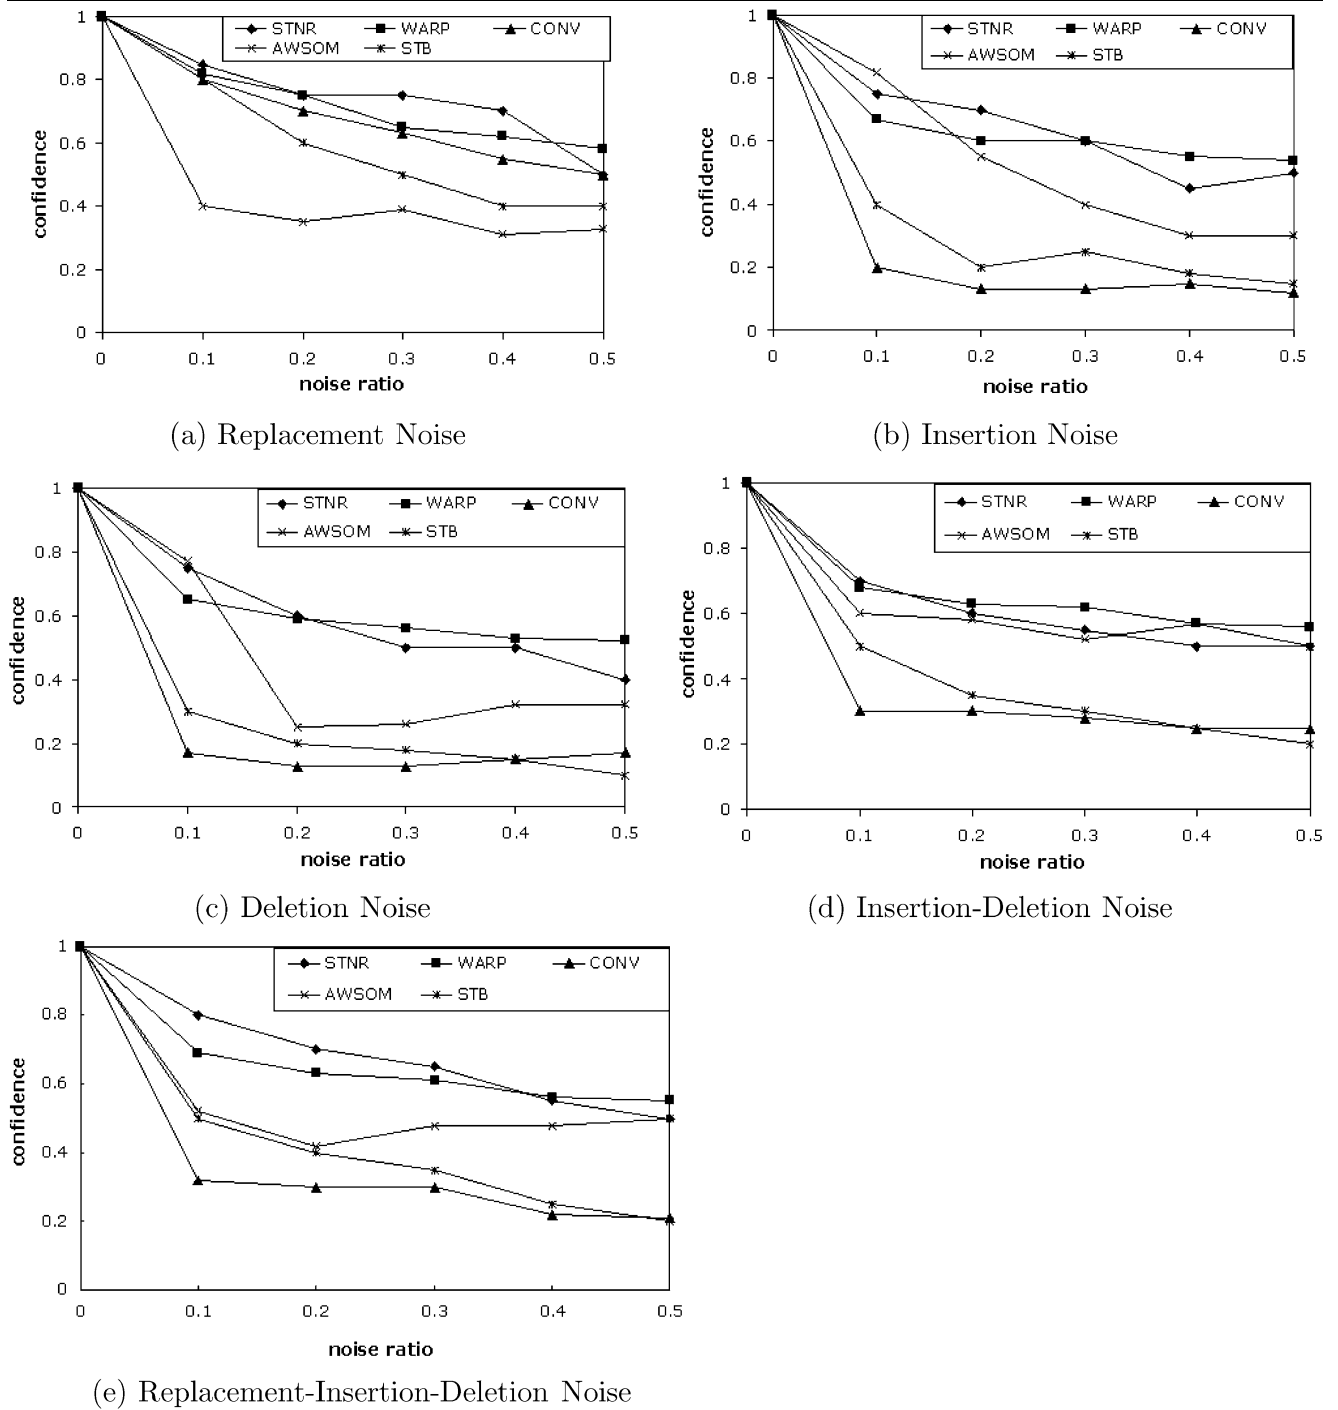 STNR WARP CONV
AWSOM STB
1
0.8
0.6
0.4
0.2
0
confidence
0 0.1 0.2 0.3 0.4 0.5
noise ratio
(a) Replacement Noise
STNR WARP CONV
AWSOM STB
1
0.8
0.6
0.4
0.2
0
confidence
0 0.1 0.2 0.3 0.4 0.5
noise ratio
(b) Insertion Noise
STNR WARP CONV
AWSOM STB
1
0.8
0.6
0.4
0.2
0
confidence
0 0.1 0.2 0.3 0.4 0.5
noise ratio
(c) Deletion Noise
STNR WARP CONV
AWSOM STB
1
0.8
0.6
0.4
0.2
0
confidence
0 0.1 0.2 0.3 0.4 0.5
noise ratio
(d) Insertion-Deletion Noise
STNR WARP CONV
AWSOM STB
1
0.8
0.6
0.4
0.2
0
confidence
0 0.1 0.2 0.3 0.4 0.5
noise ratio
(e) Replacement-Insertion-Deletion Noise